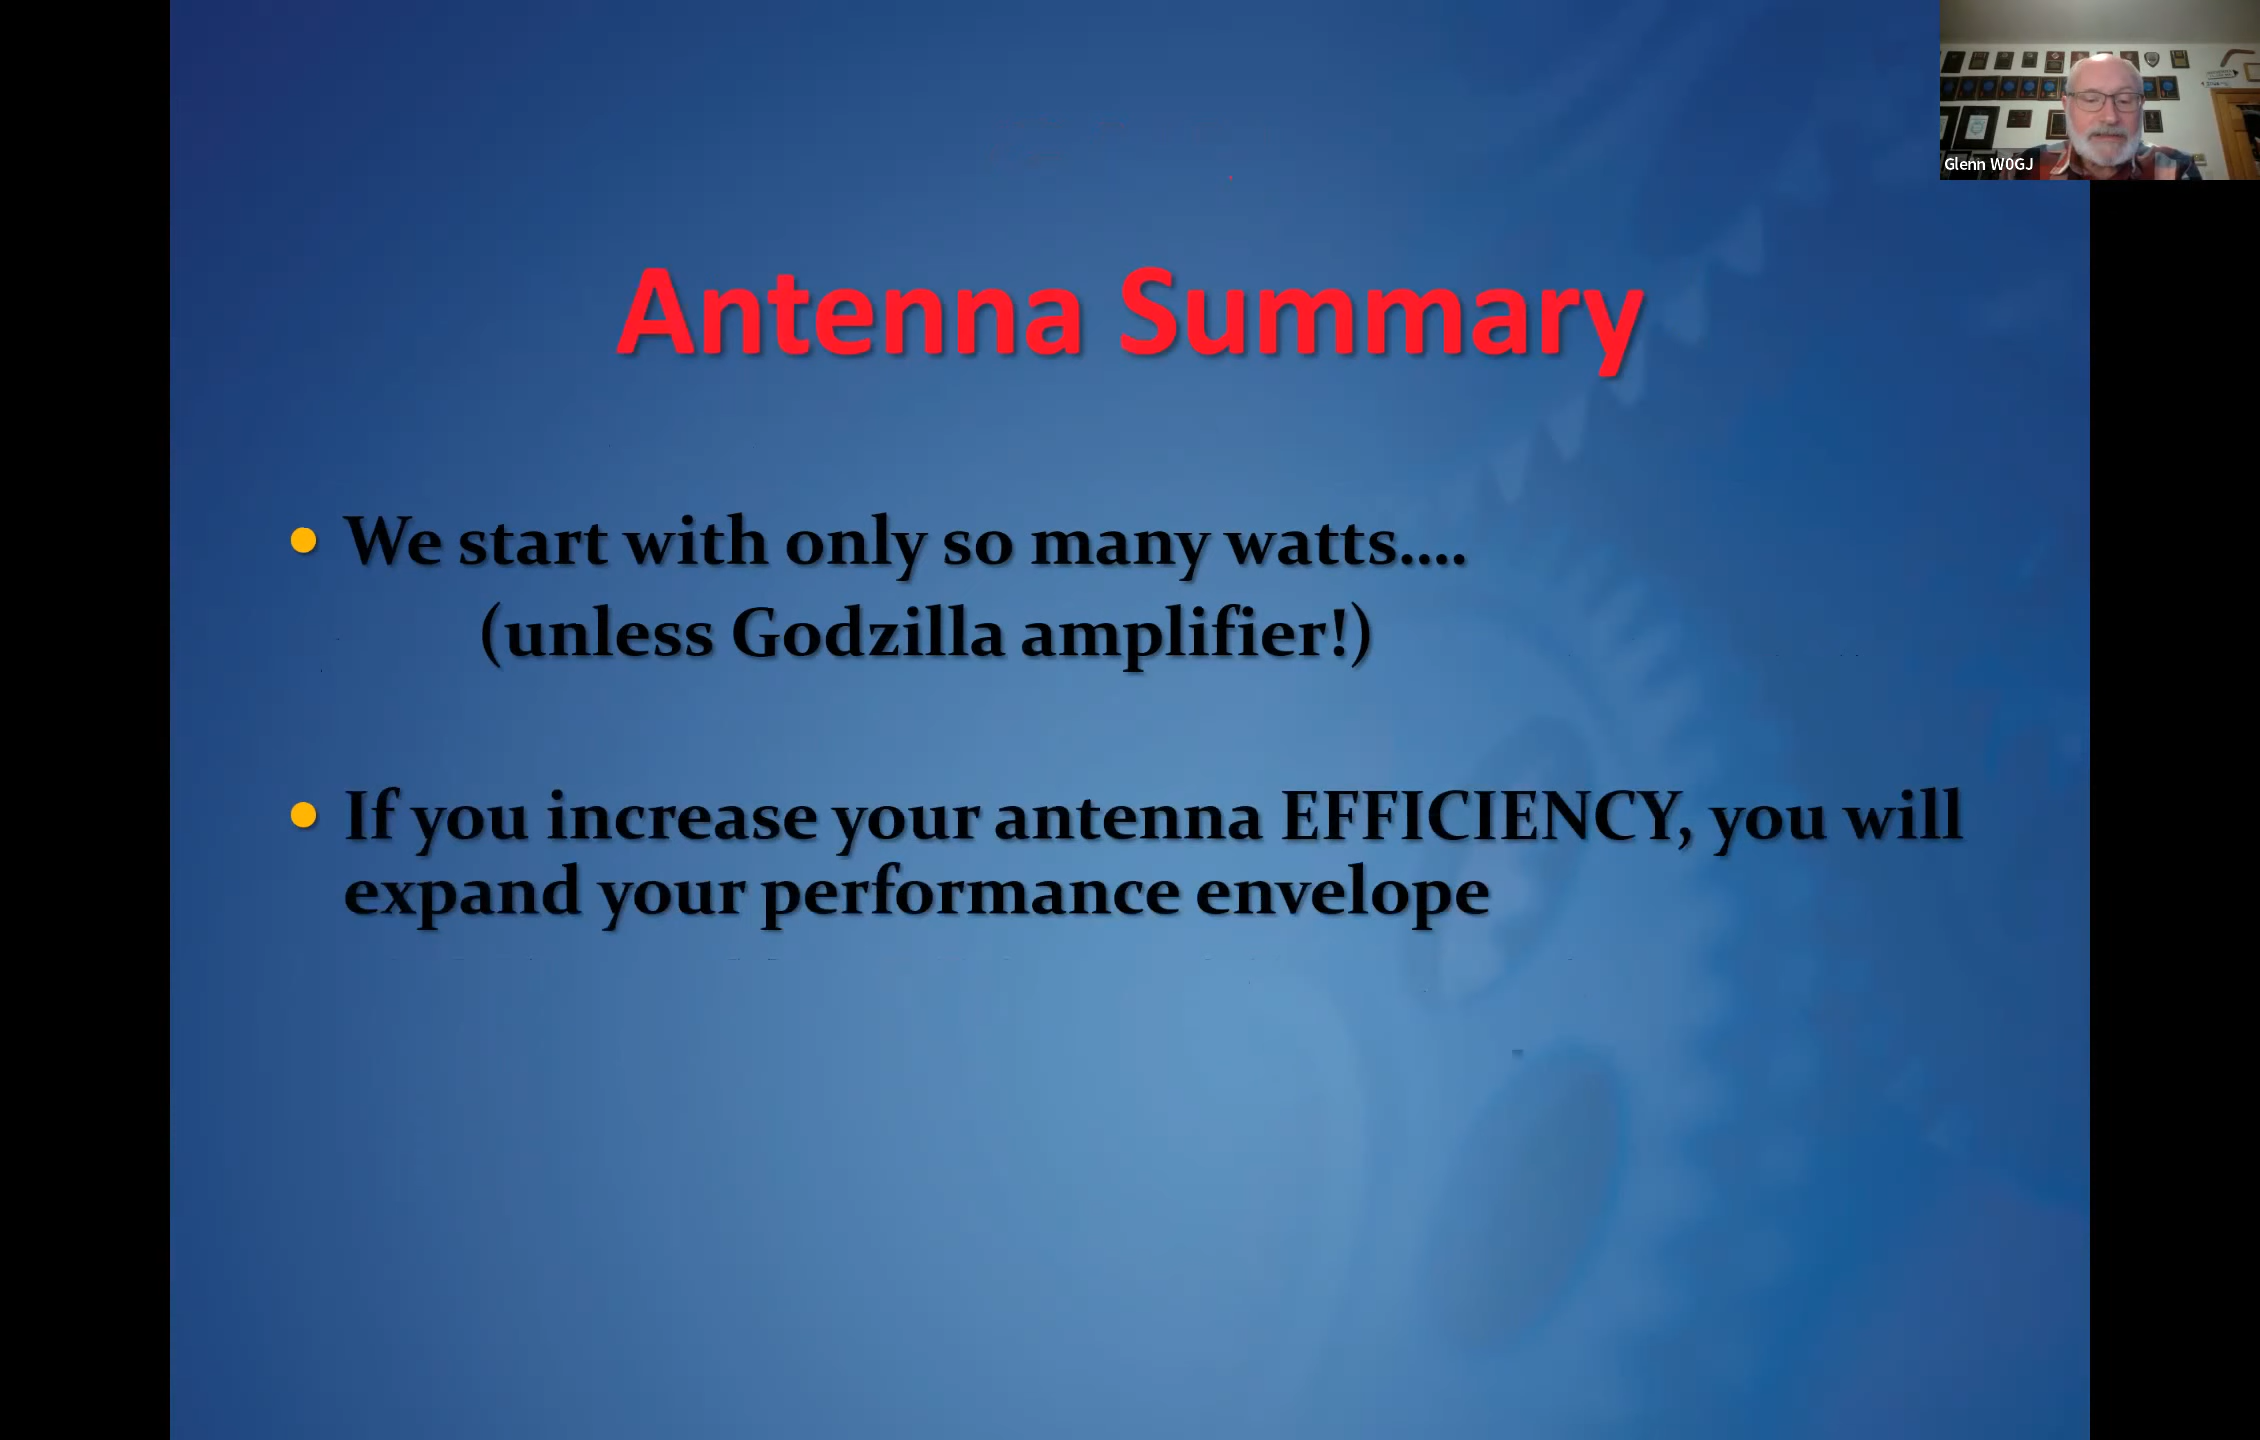 Glenn W0GJ
Antenna Summary
• We start with only so many watts....
(unless Godzilla amplifier!)
• If you increase your antenna EFFICIENCY, you will
expand your performance envelope